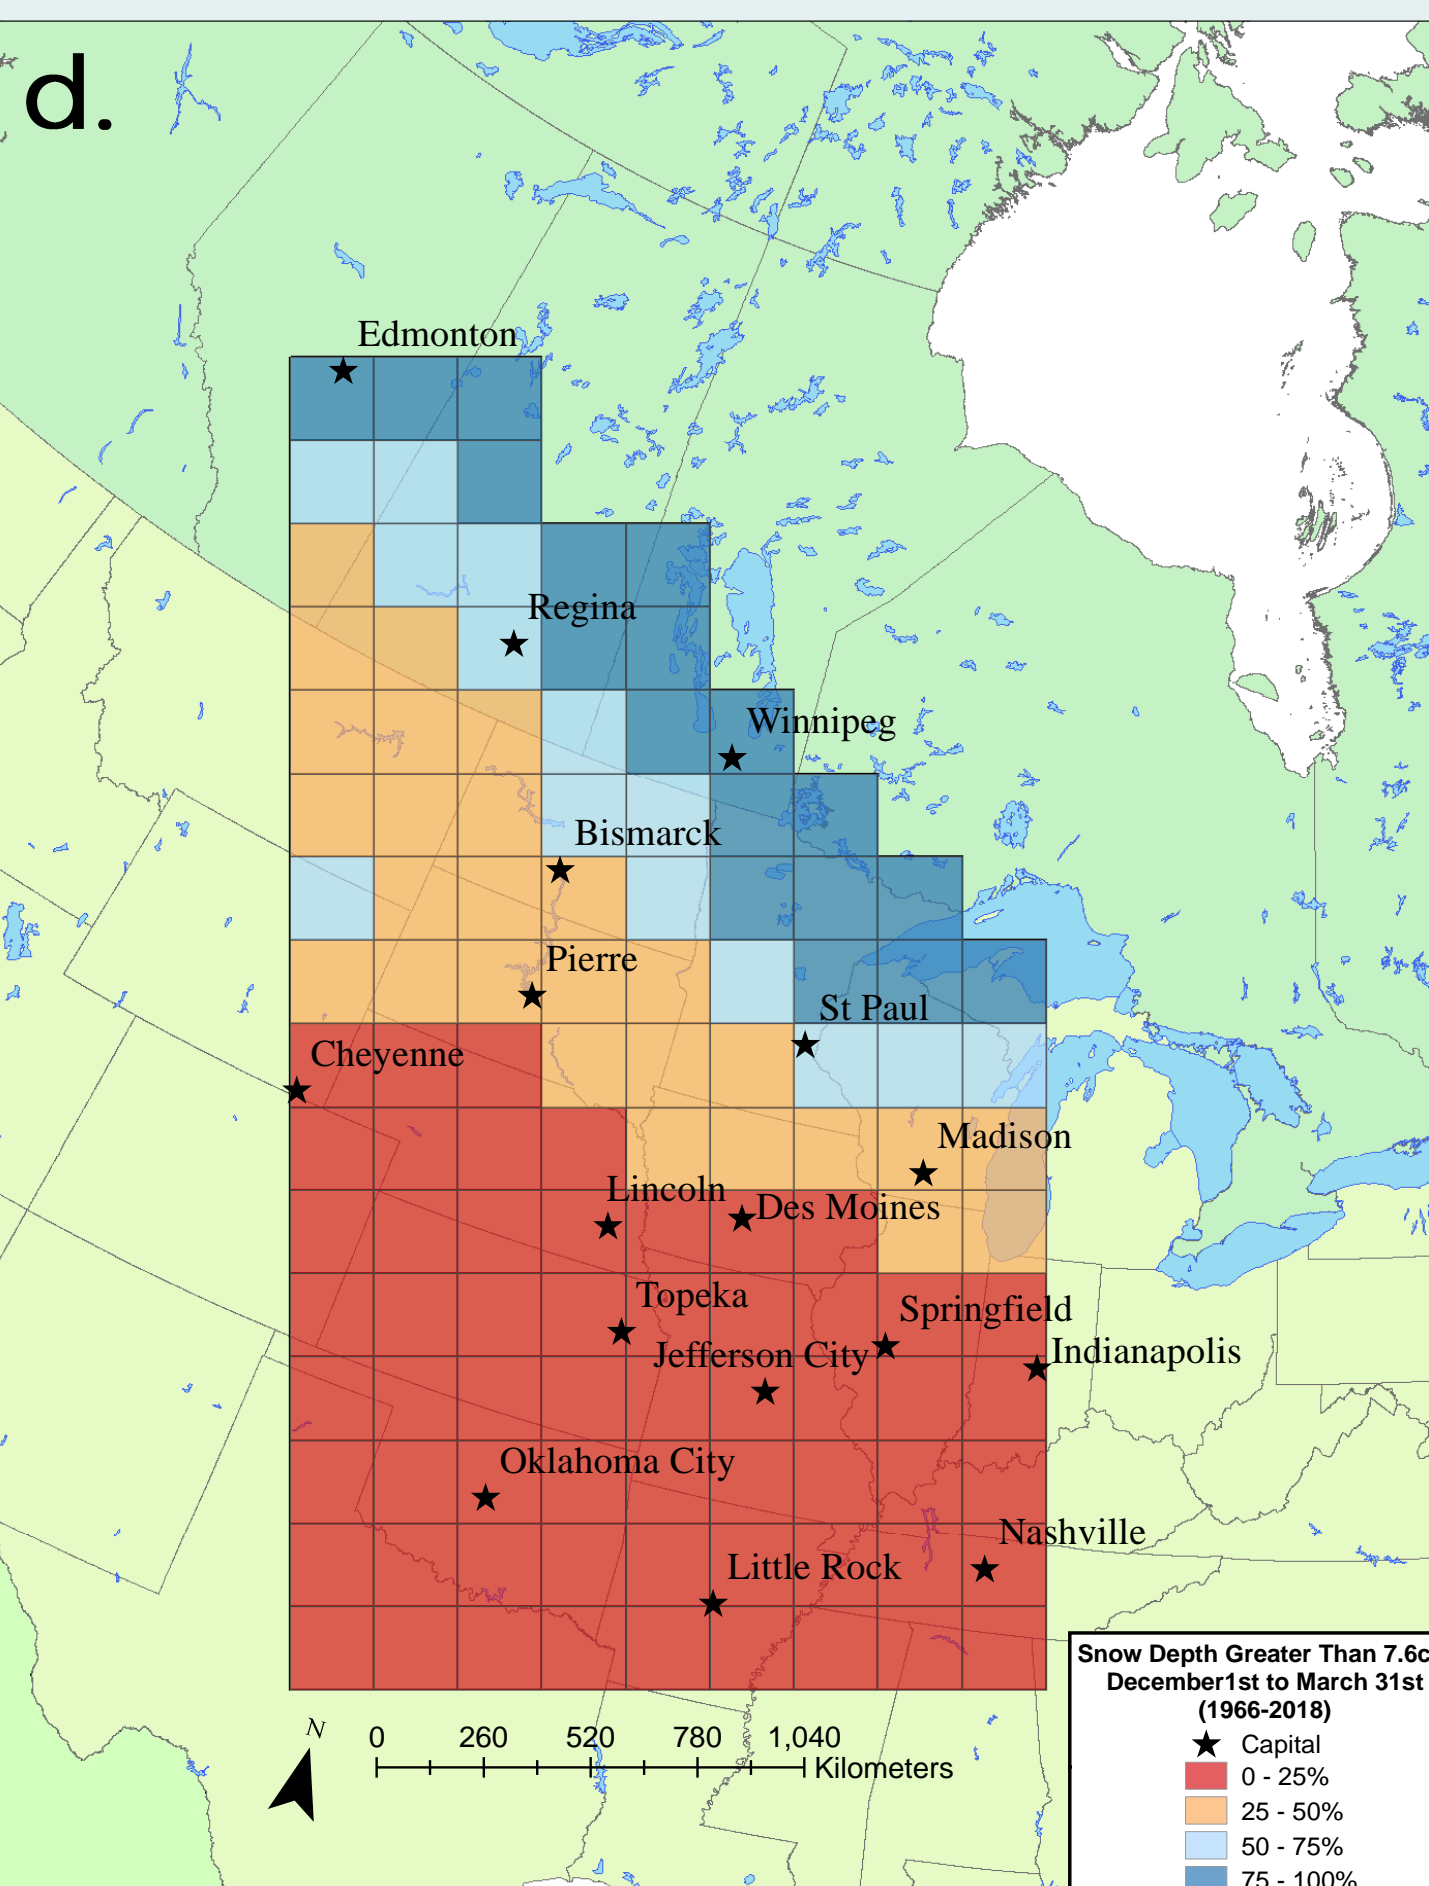 d.
Edmonton
Regina
Winnipeg
Bismarck
Pierre
St Paul
Cheyenne
Madison
Lincoln
Des Moines
Topeka
Springfield
Jefferson City
Indianapolis
Oklahoma City
Nashville
Little Rock
Snow Depth Greater Than 7.6c
December1st to March 31st
(1966-2018)
Capital
0 - 25%
25 - 50%
50 - 75%
75 - 100%
N
0 260 520 780 1,040
Kilometers